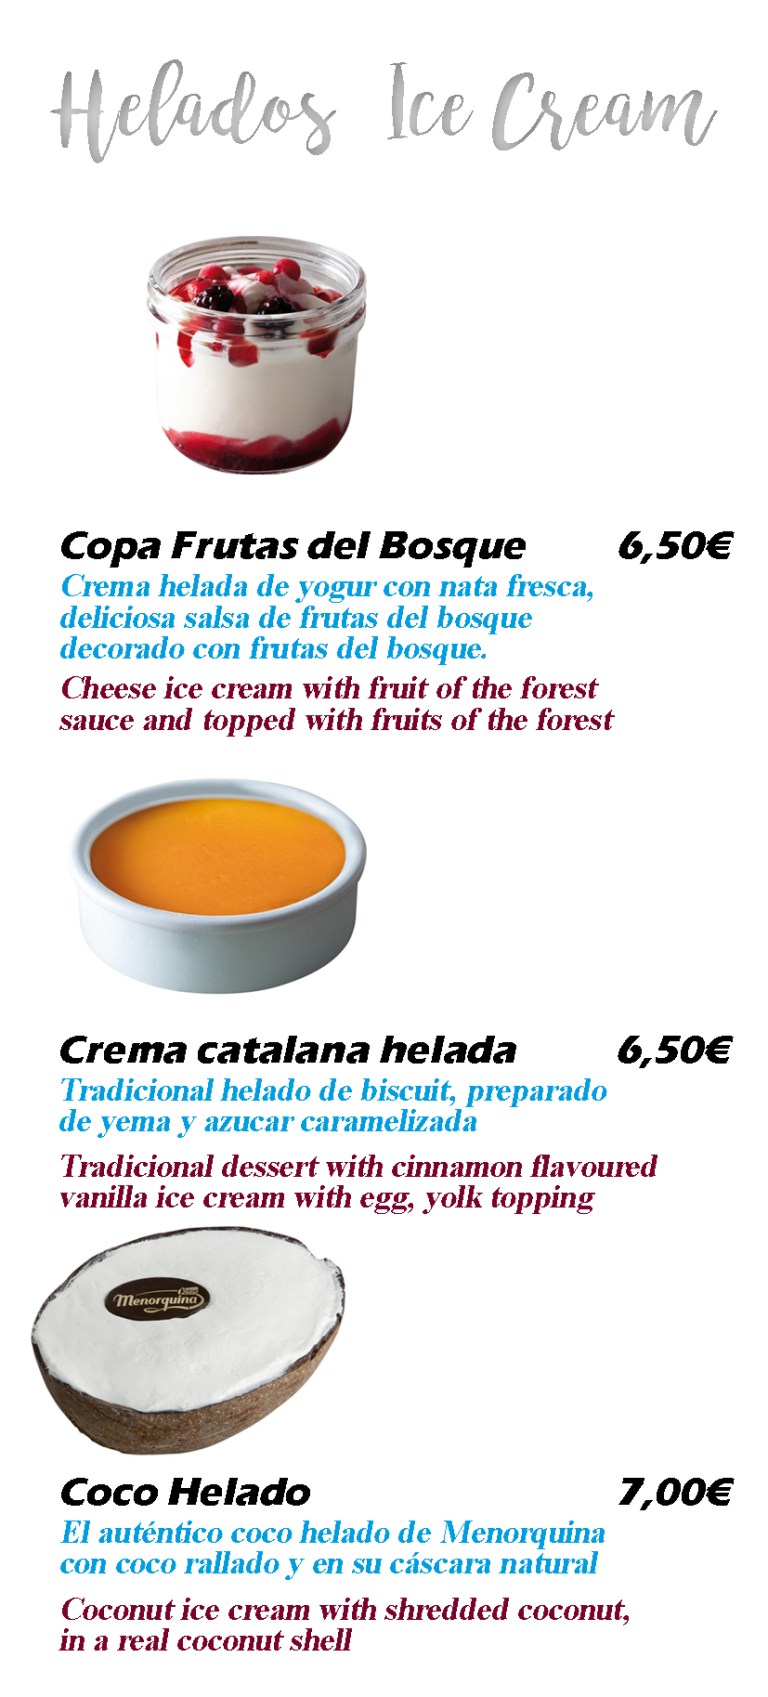 Helados Ice Cream
Copa Frutas del Bosque 6,50€
Crema helada de yogur con nata fresca,
deliciosa salsa de frutas del bosque
decorado con frutas del bosque.
Cheese ice cream with fruit of the forest
sauce and topped with fruits of the forest
Crema catalana helada 6,50€
Tradicional helado de biscuit, preparado
de yema y azucar caramelizada
Tradicional dessert with cinnamon flavoured
vanilla ice cream with egg, yolk topping
Menorquina
Coco Helado 7,00€
El auténtico coco helado de Menorquina
con coco rallado y en su cáscara natural
Coconut ice cream with shredded coconut,
in a real coconut shell